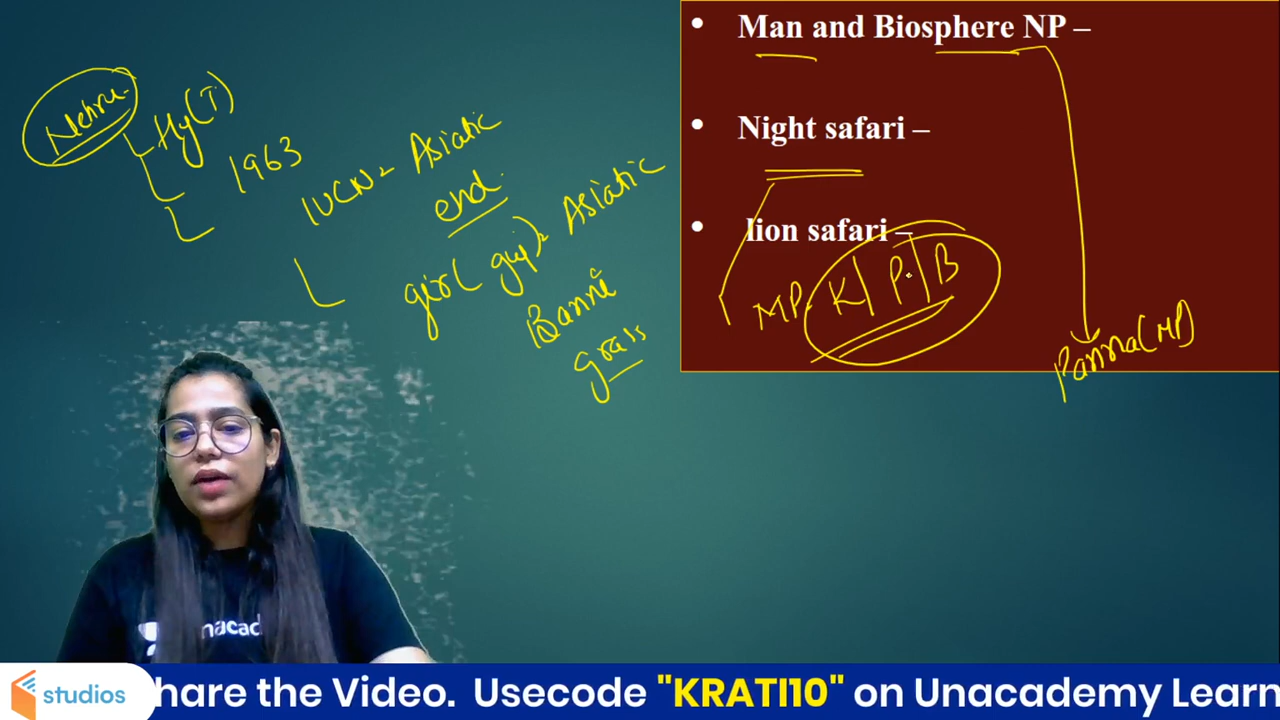 Man and Biosphere NP –
Night safari –
lion safari –
MP. K/ P/ B
Panna (MP)
Nehru
Hy(T)
1963
IUCN = Asiatic
end.
gir( guj) = Asiatic
Banni
grass
unacad
studios
hare the Video. Usecode "KRATI10" on Unacademy Learn